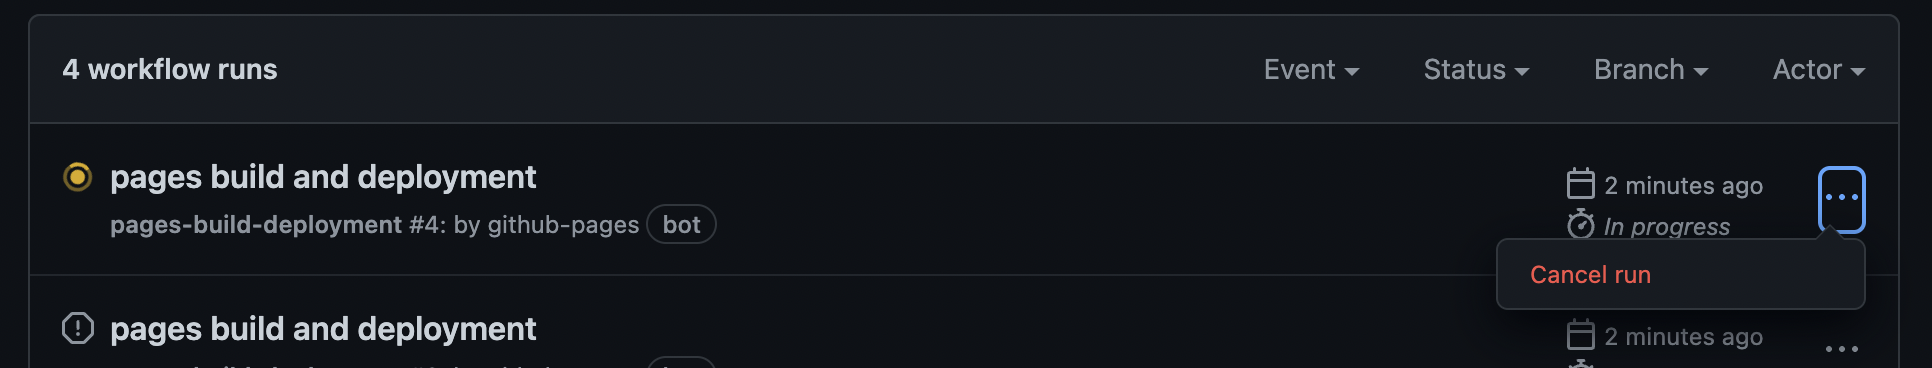 4 workflow runs
Event
Status
Branch
Actor
pages build and deployment
pages-build-deployment #4: by github-pages bot
2 minutes ago
In progress
Cancel run
pages build and deployment
2 minutes ago